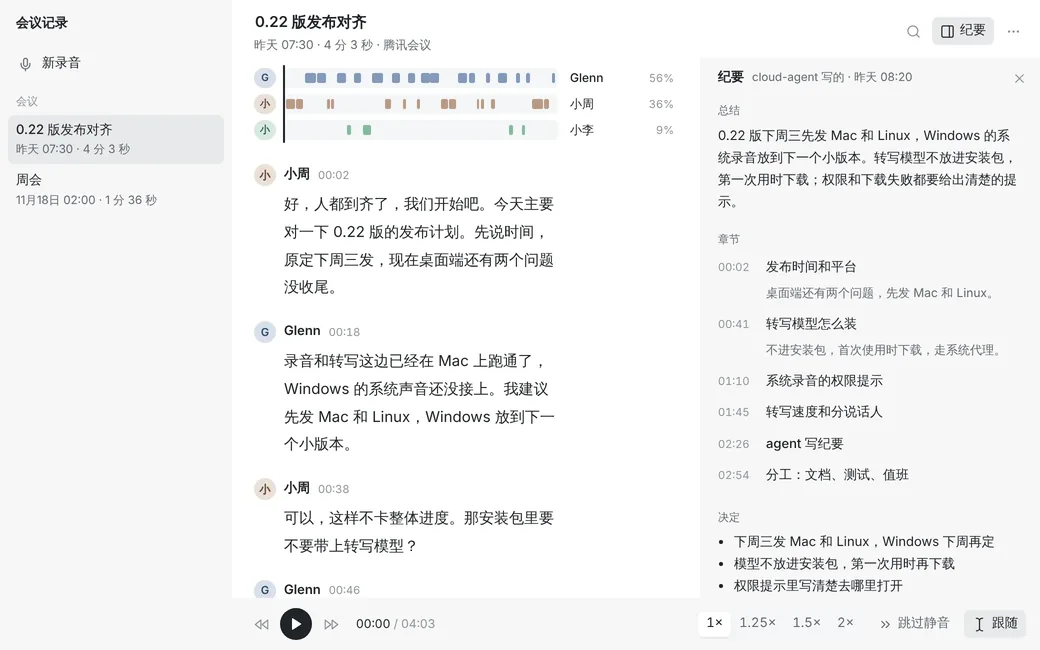 会议记录
新录音
会议
0.22 版发布对齐
昨天 07:30 · 4 分 3 秒
周会
11月18日 02:00 · 1 分 36 秒
0.22 版发布对齐
昨天 07:30 · 4 分 3 秒 · 腾讯会议
纪要
G
Glenn
56%
小
小周
36%
小
小李
9%
小
小周 00:02
好，人都到齐了，我们开始吧。今天主要
对一下 0.22 版的发布计划。先说时间，
原定下周三发，现在桌面端还有两个问题
没收尾。
G
Glenn 00:18
录音和转写这边已经在 Mac 上跑通了，
Windows 的系统声音还没接上。我建议
先发 Mac 和 Linux，Windows 放到下一
个小版本。
小
小周 00:38
可以，这样不卡整体进度。那安装包里要
不要带上转写模型？
G
Glenn 00:46
纪要 cloud-agent 写的 · 昨天 08:20
总结
0.22 版下周三先发 Mac 和 Linux，Windows 的系
统录音放到下一个小版本。转写模型不放进安装包，
第一次用时下载；权限和下载失败都要给出清楚的提
示。
章节
00:02 发布时间和平台
桌面端还有两个问题，先发 Mac 和 Linux。
00:41 转写模型怎么装
不进安装包，首次使用时下载，走系统代理。
01:10 系统录音的权限提示
01:45 转写速度和分说话人
02:26 agent 写纪要
02:54 分工：文档、测试、值班
决定
• 下周三发 Mac 和 Linux，Windows 下周再定
• 模型不放进安装包，第一次用时再下载
• 权限提示里写清楚去哪里打开
00:00 / 04:03
1× 1.25× 1.5× 2× 跳过静音 跟随